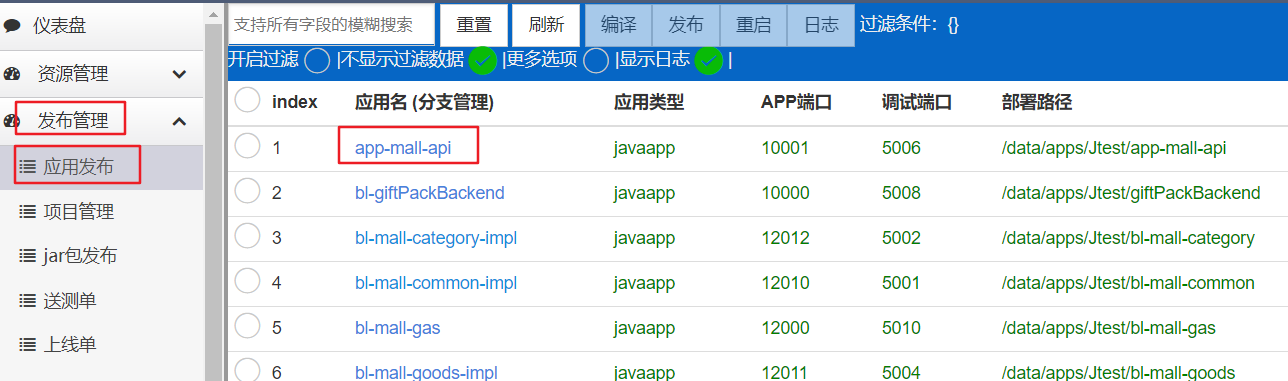 仪表盘
资源管理
发布管理
应用发布
项目管理
jar包发布
送测单
上线单
支持所有字段的模糊搜索 重置 刷新 编译 发布 重启 日志 过滤条件: {}
开启过滤 |不显示过滤数据 |更多选项 |显示日志 |
index 应用名 (分支管理) 应用类型 APP端口 调试端口 部署路径
1 app-mall-api javaapp 10001 5006 /data/apps/Jtest/app-mall-api
2 bl-giftPackBackend javaapp 10000 5008 /data/apps/Jtest/giftPackBackend
3 bl-mall-category-impl javaapp 12012 5002 /data/apps/Jtest/bl-mall-category
4 bl-mall-common-impl javaapp 12010 5001 /data/apps/Jtest/bl-mall-common
5 bl-mall-gas javaapp 12000 5010 /data/apps/Jtest/bl-mall-gas
6 bl-mall-goods-impl javaapp 12011 5004 /data/apps/Jtest/bl-mall-goods